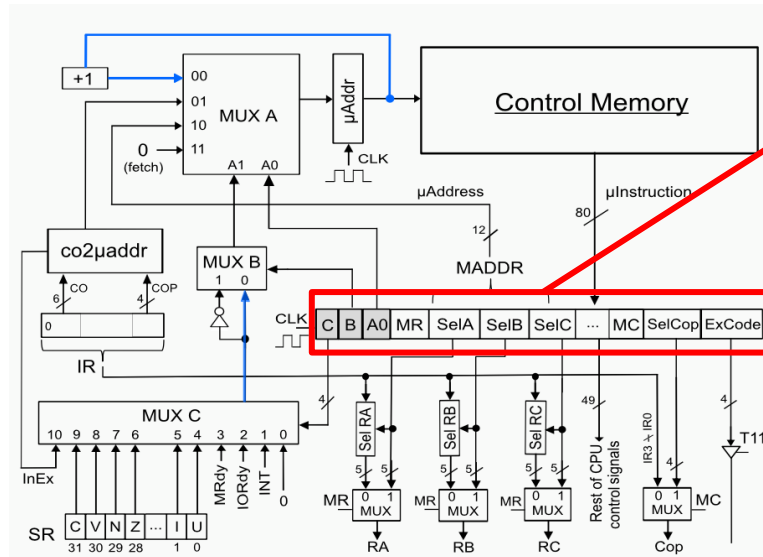 +1
00
01
10
11
MUX A
A1 A0
0
(fetch)
µAddr
CLK
Control Memory
µAddress
µInstruction
12
80
MADDR
co2µaddr
6 CO
4 COP
MUX B
1 0
0
IR
CLK
C B A0 MR SelA SelB SelC ... MC SelCop ExCode
4
MUX C
10 9 8 7 6 5 4 3 2 1 0
InEx
MRdy
IORdy
INT
0
SR
C V N Z ... I U
31 30 29 28 1 0
Sel RA
Sel RB
Sel RC
5 5
5 5
5 5
MR 0 1 MUX
MR 0 1 MUX
MR 0 1 MUX
RA
RB
RC
49
Rest of CPU
control signals
IR3 ÷ IR0
4
0 1 MUX MC
Cop
4
T11